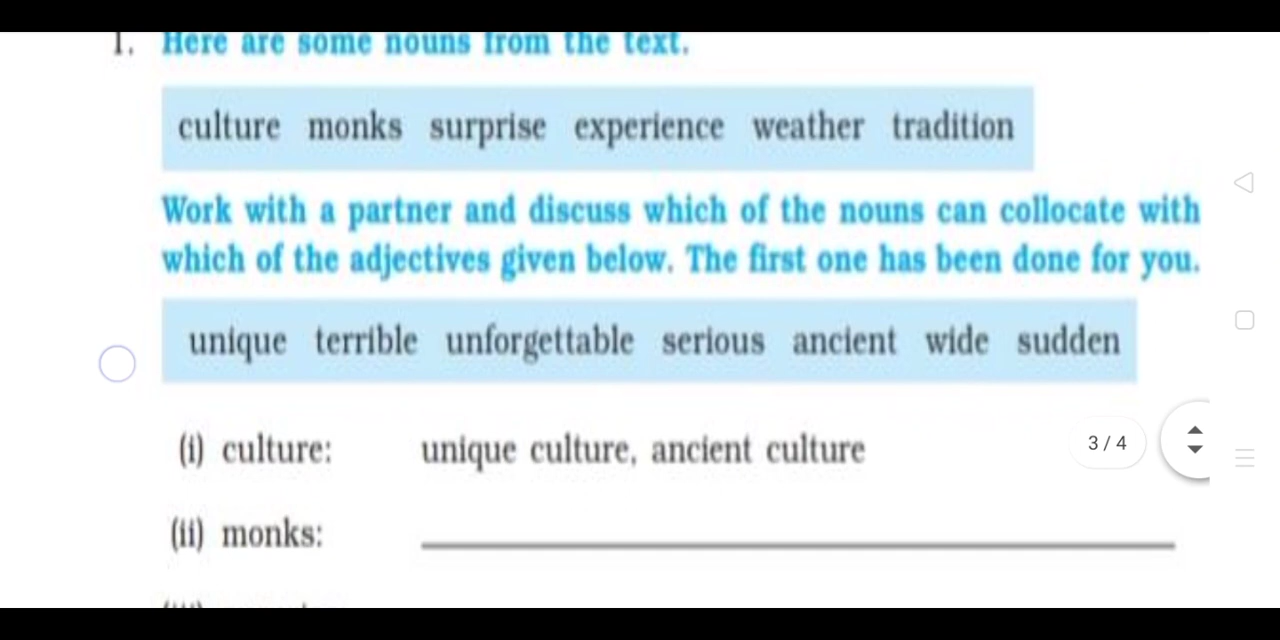 1. Here are some nouns from the text.
culture monks surprise experience weather tradition
Work with a partner and discuss which of the nouns can collocate with
which of the adjectives given below. The first one has been done for you.
unique terrible unforgettable serious ancient wide sudden
(i) culture: unique culture, ancient culture
3 / 4
(ii) monks: